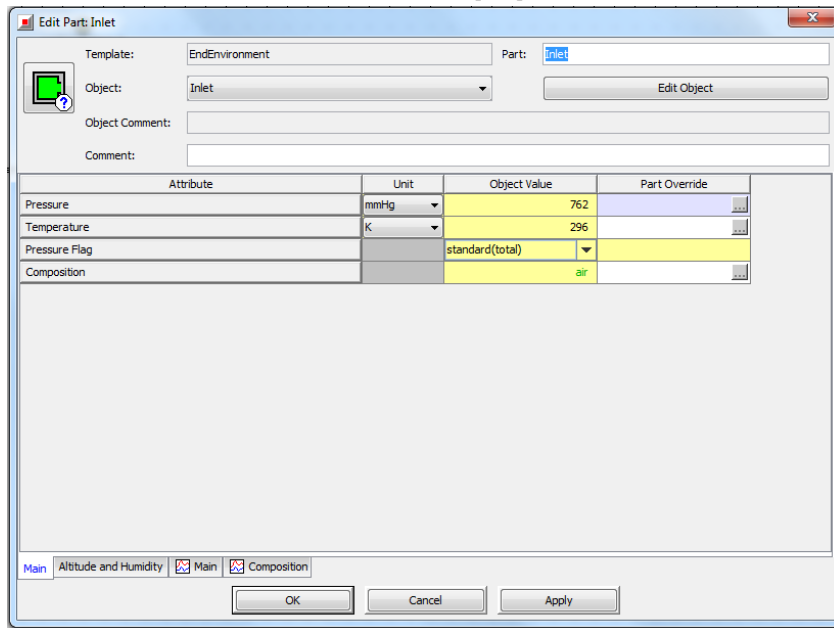 Edit Part: Inlet
Template: EndEnvironment Part: Inlet
Object: Inlet Edit Object
Object Comment:
Comment:
Attribute Unit Object Value Part Override
Pressure mmHg 762 ...
Temperature K 296 ...
Pressure Flag standard(total)
Composition air ...
Main Altitude and Humidity Main Composition
OK Cancel Apply